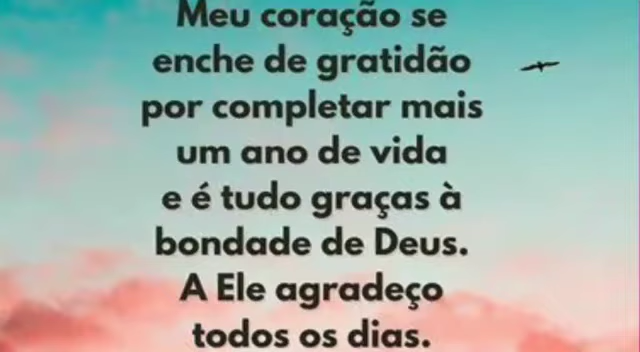 Meu coração se
enche de gratidão
por completar mais
um ano de vida
e é tudo graças à
bondade de Deus.
A Ele agradeço
todos os dias.